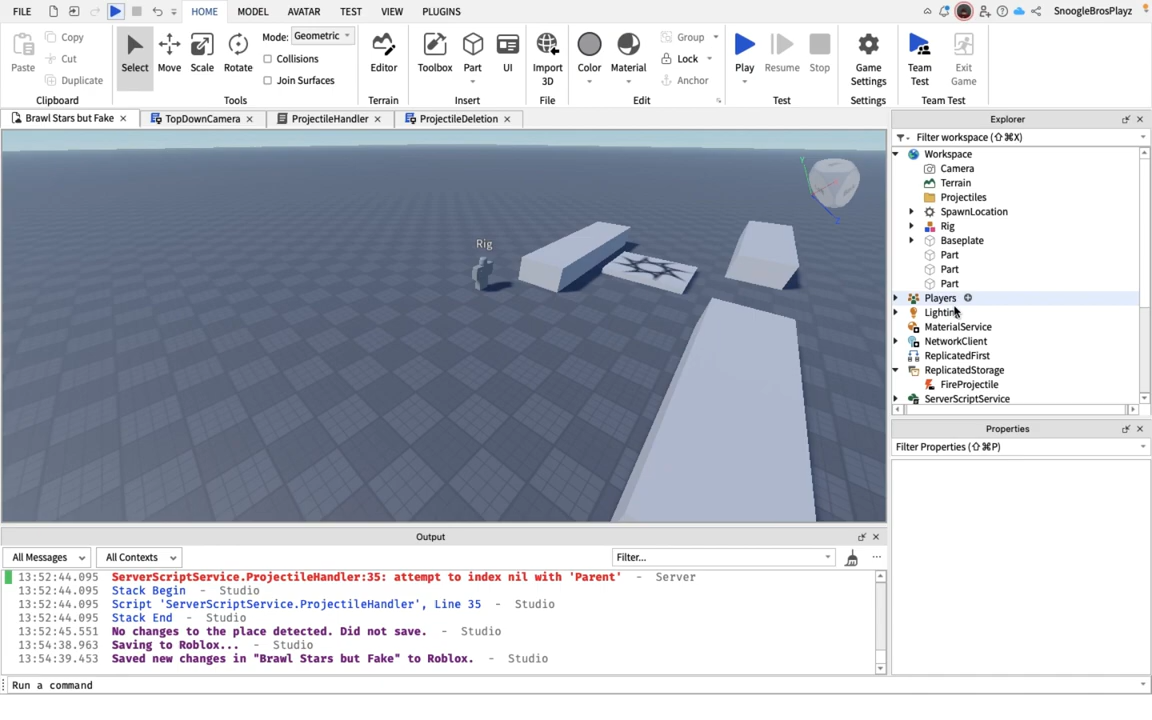 FILE HOME MODEL AVATAR TEST VIEW PLUGINS SnoogleBrosPlayz
Paste Copy Cut Duplicate Clipboard
Select Move Scale Rotate Mode: Geometric Collisions Join Surfaces Tools
Editor Terrain
Toolbox Part UI Insert
Import 3D File
Color Material Group Lock Anchor Edit
Play Resume Stop Test
Game Settings Settings
Team Test Exit Game Team Test
Brawl Stars but Fake TopDownCamera ProjectileHandler ProjectileDeletion
Rig
Y
Z
Explorer
Filter workspace (⇧⌘X)
Workspace
Camera
Terrain
Projectiles
SpawnLocation
Rig
Baseplate
Part
Part
Part
Players
Lighting
MaterialService
NetworkClient
ReplicatedFirst
ReplicatedStorage
FireProjectile
ServerScriptService
Properties
Filter Properties (⇧⌘P)
Output
All Messages All Contexts Filter...
13:52:44.095 ServerScriptService.ProjectileHandler:35: attempt to index nil with 'Parent' - Server
13:52:44.095 Stack Begin - Studio
13:52:44.095 Script 'ServerScriptService.ProjectileHandler', Line 35 - Studio
13:52:44.095 Stack End - Studio
13:52:45.551 No changes to the place detected. Did not save. - Studio
13:54:38.963 Saving to Roblox... - Studio
13:54:39.453 Saved new changes in "Brawl Stars but Fake" to Roblox. - Studio
Run a command